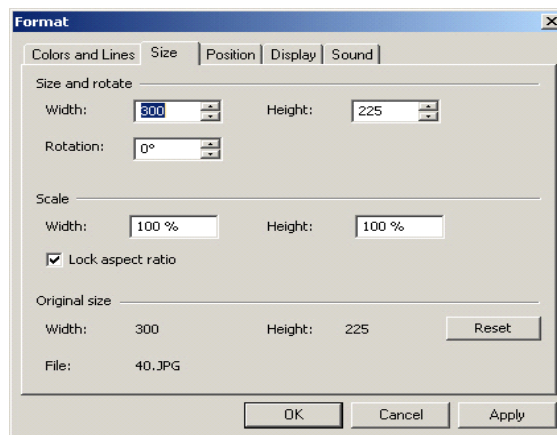 Format
Colors and Lines Size Position Display Sound
Size and rotate
Width: 300 Height: 225
Rotation: 0°
Scale
Width: 100 % Height: 100 %
Lock aspect ratio
Original size
Width: 300 Height: 225 Reset
File: 40.JPG
OK Cancel Apply